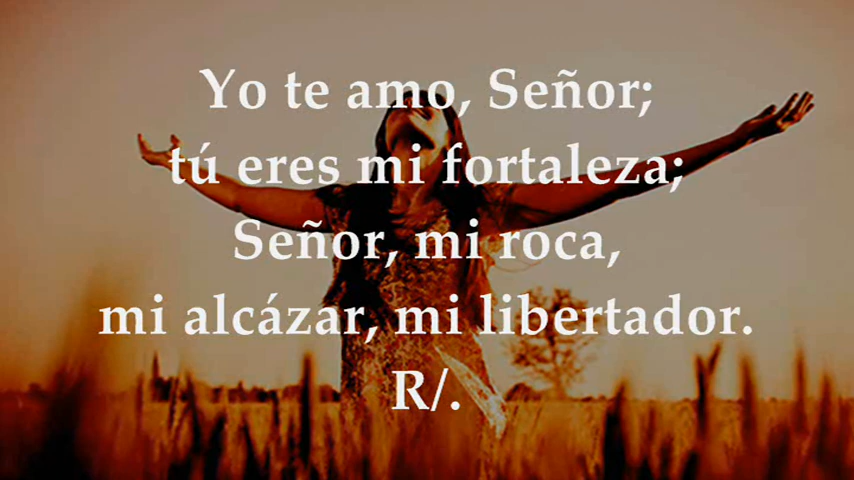 Yo te amo, Señor;
tú eres mi fortaleza;
Señor, mi roca,
mi alcázar, mi libertador.
R/.